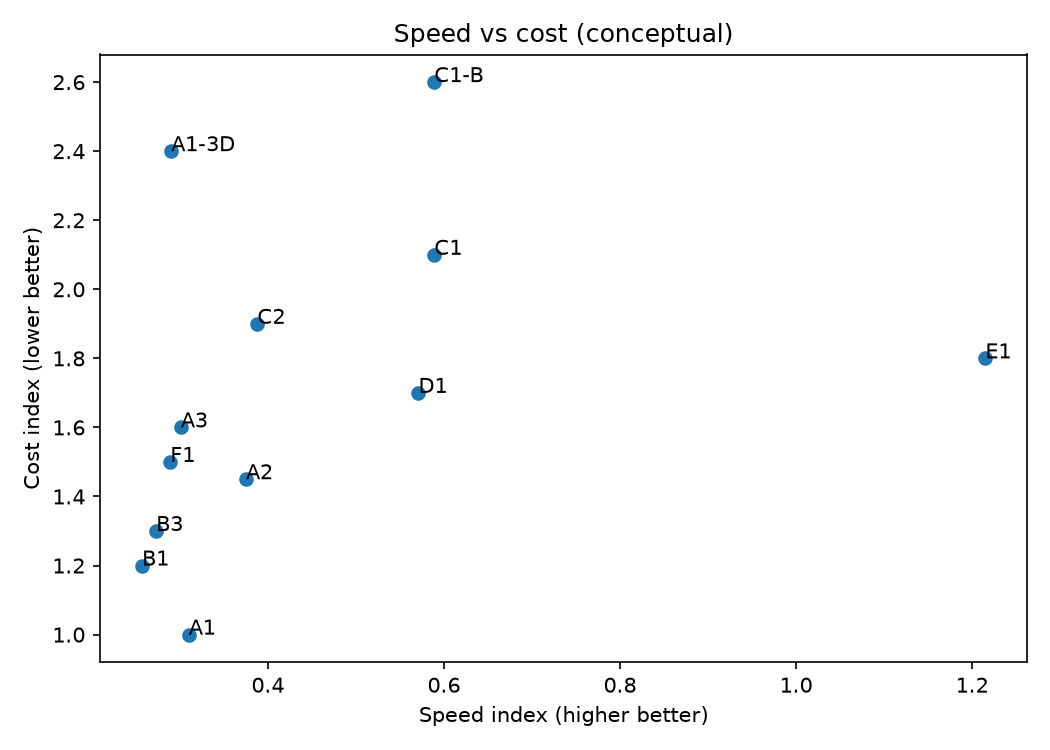 Speed vs cost (conceptual)
C1-B
2.6
A1-3D
2.4
2.2
C1
2.0
C2
1.8
E1
D1
1.6
A3
F1
A2
1.4
B3
1.2
B1
1.0
A1
Cost index (lower better)
0.4 0.6 0.8 1.0 1.2
Speed index (higher better)